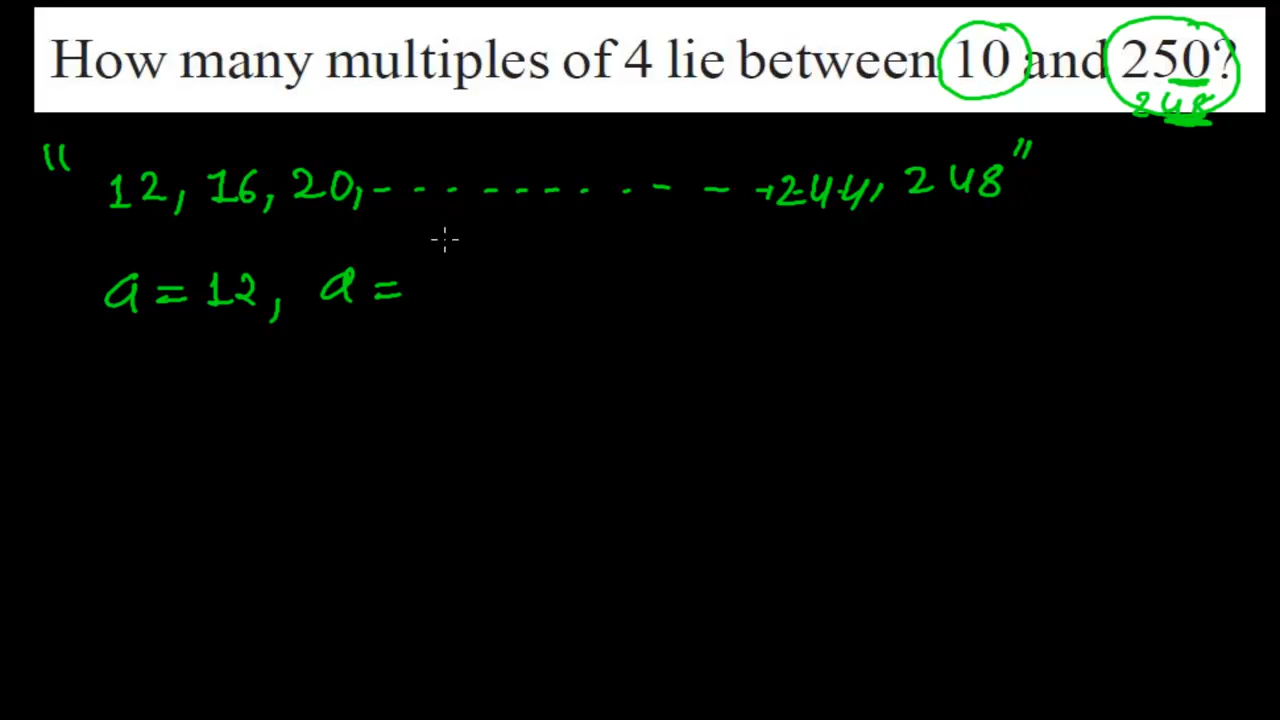 How many multiples of 4 lie between 10 and 250?
248
" 12, 16, 20, - - - - - - - - - - , 244, 248 "
a = 12, d =